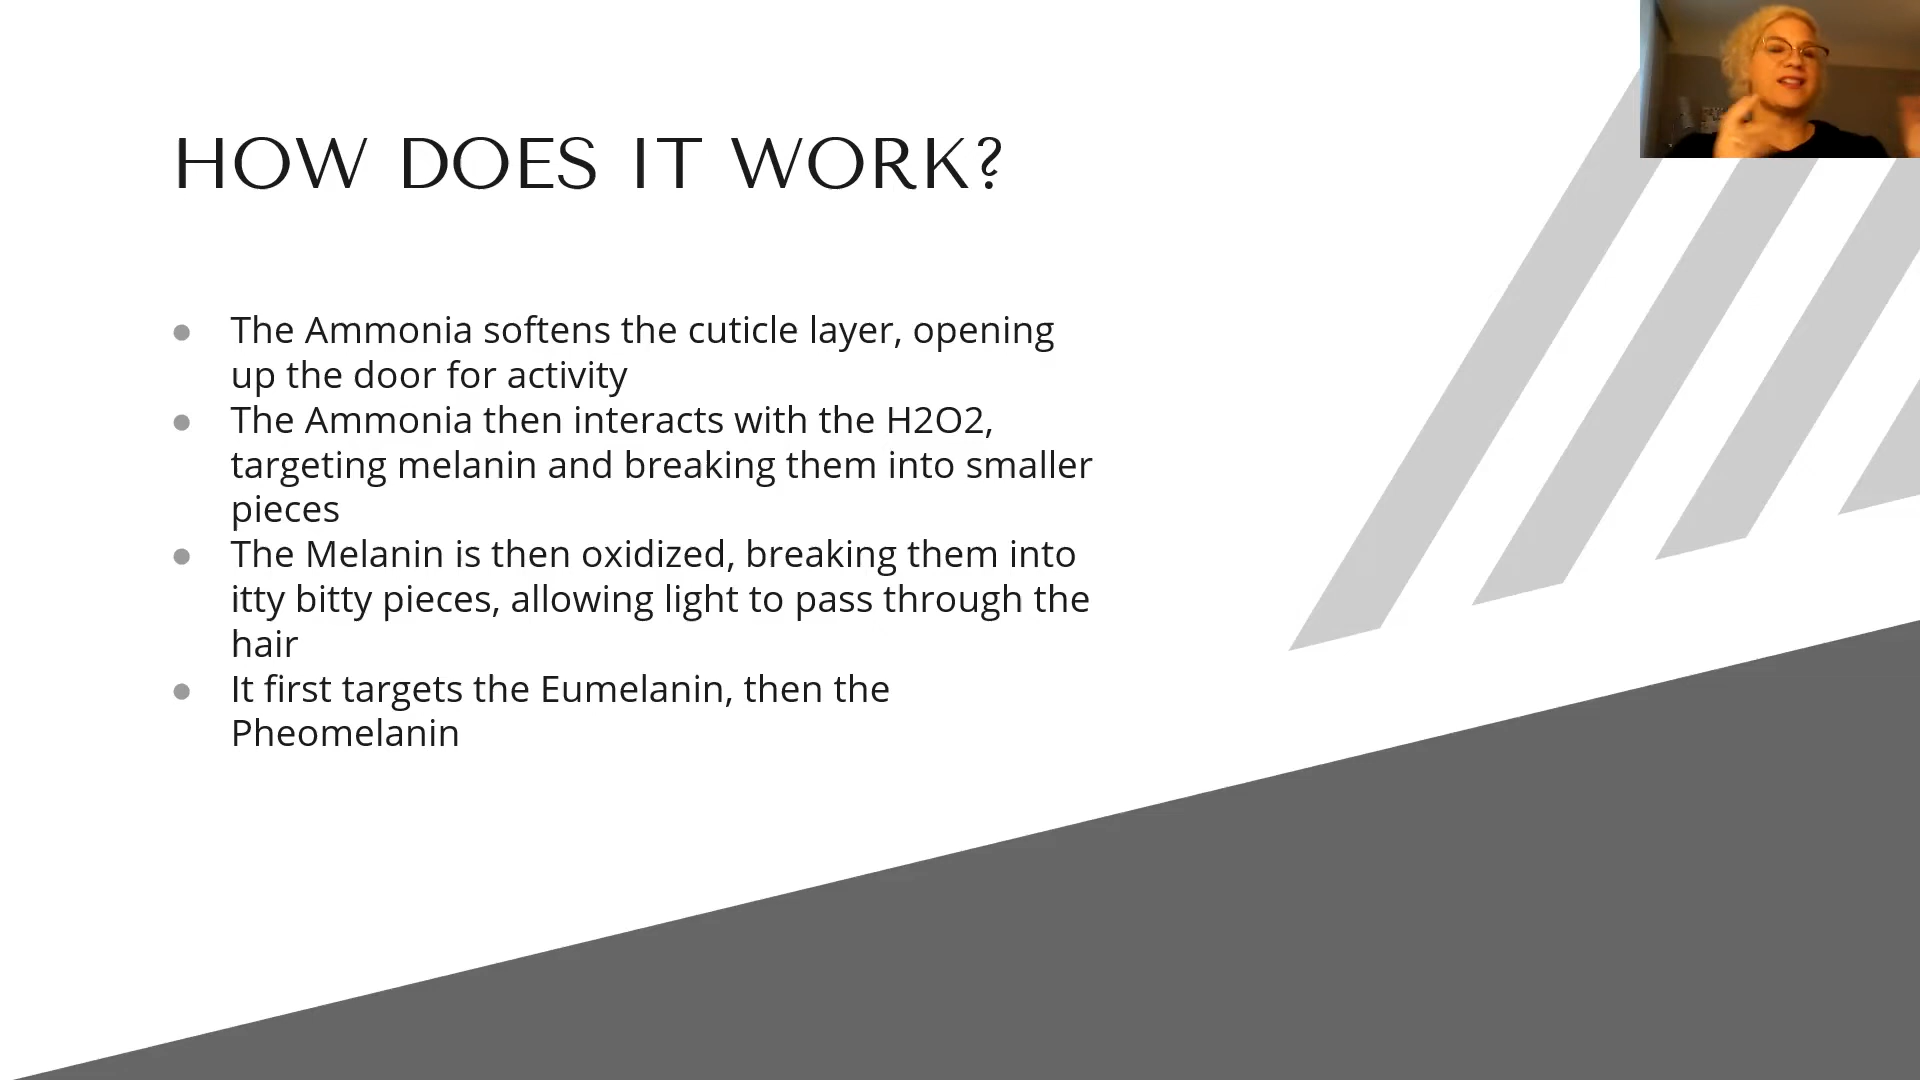 HOW DOES IT WORK?
● The Ammonia softens the cuticle layer, opening
up the door for activity
● The Ammonia then interacts with the H2O2,
targeting melanin and breaking them into smaller
pieces
● The Melanin is then oxidized, breaking them into
itty bitty pieces, allowing light to pass through the
hair
● It first targets the Eumelanin, then the
Pheomelanin